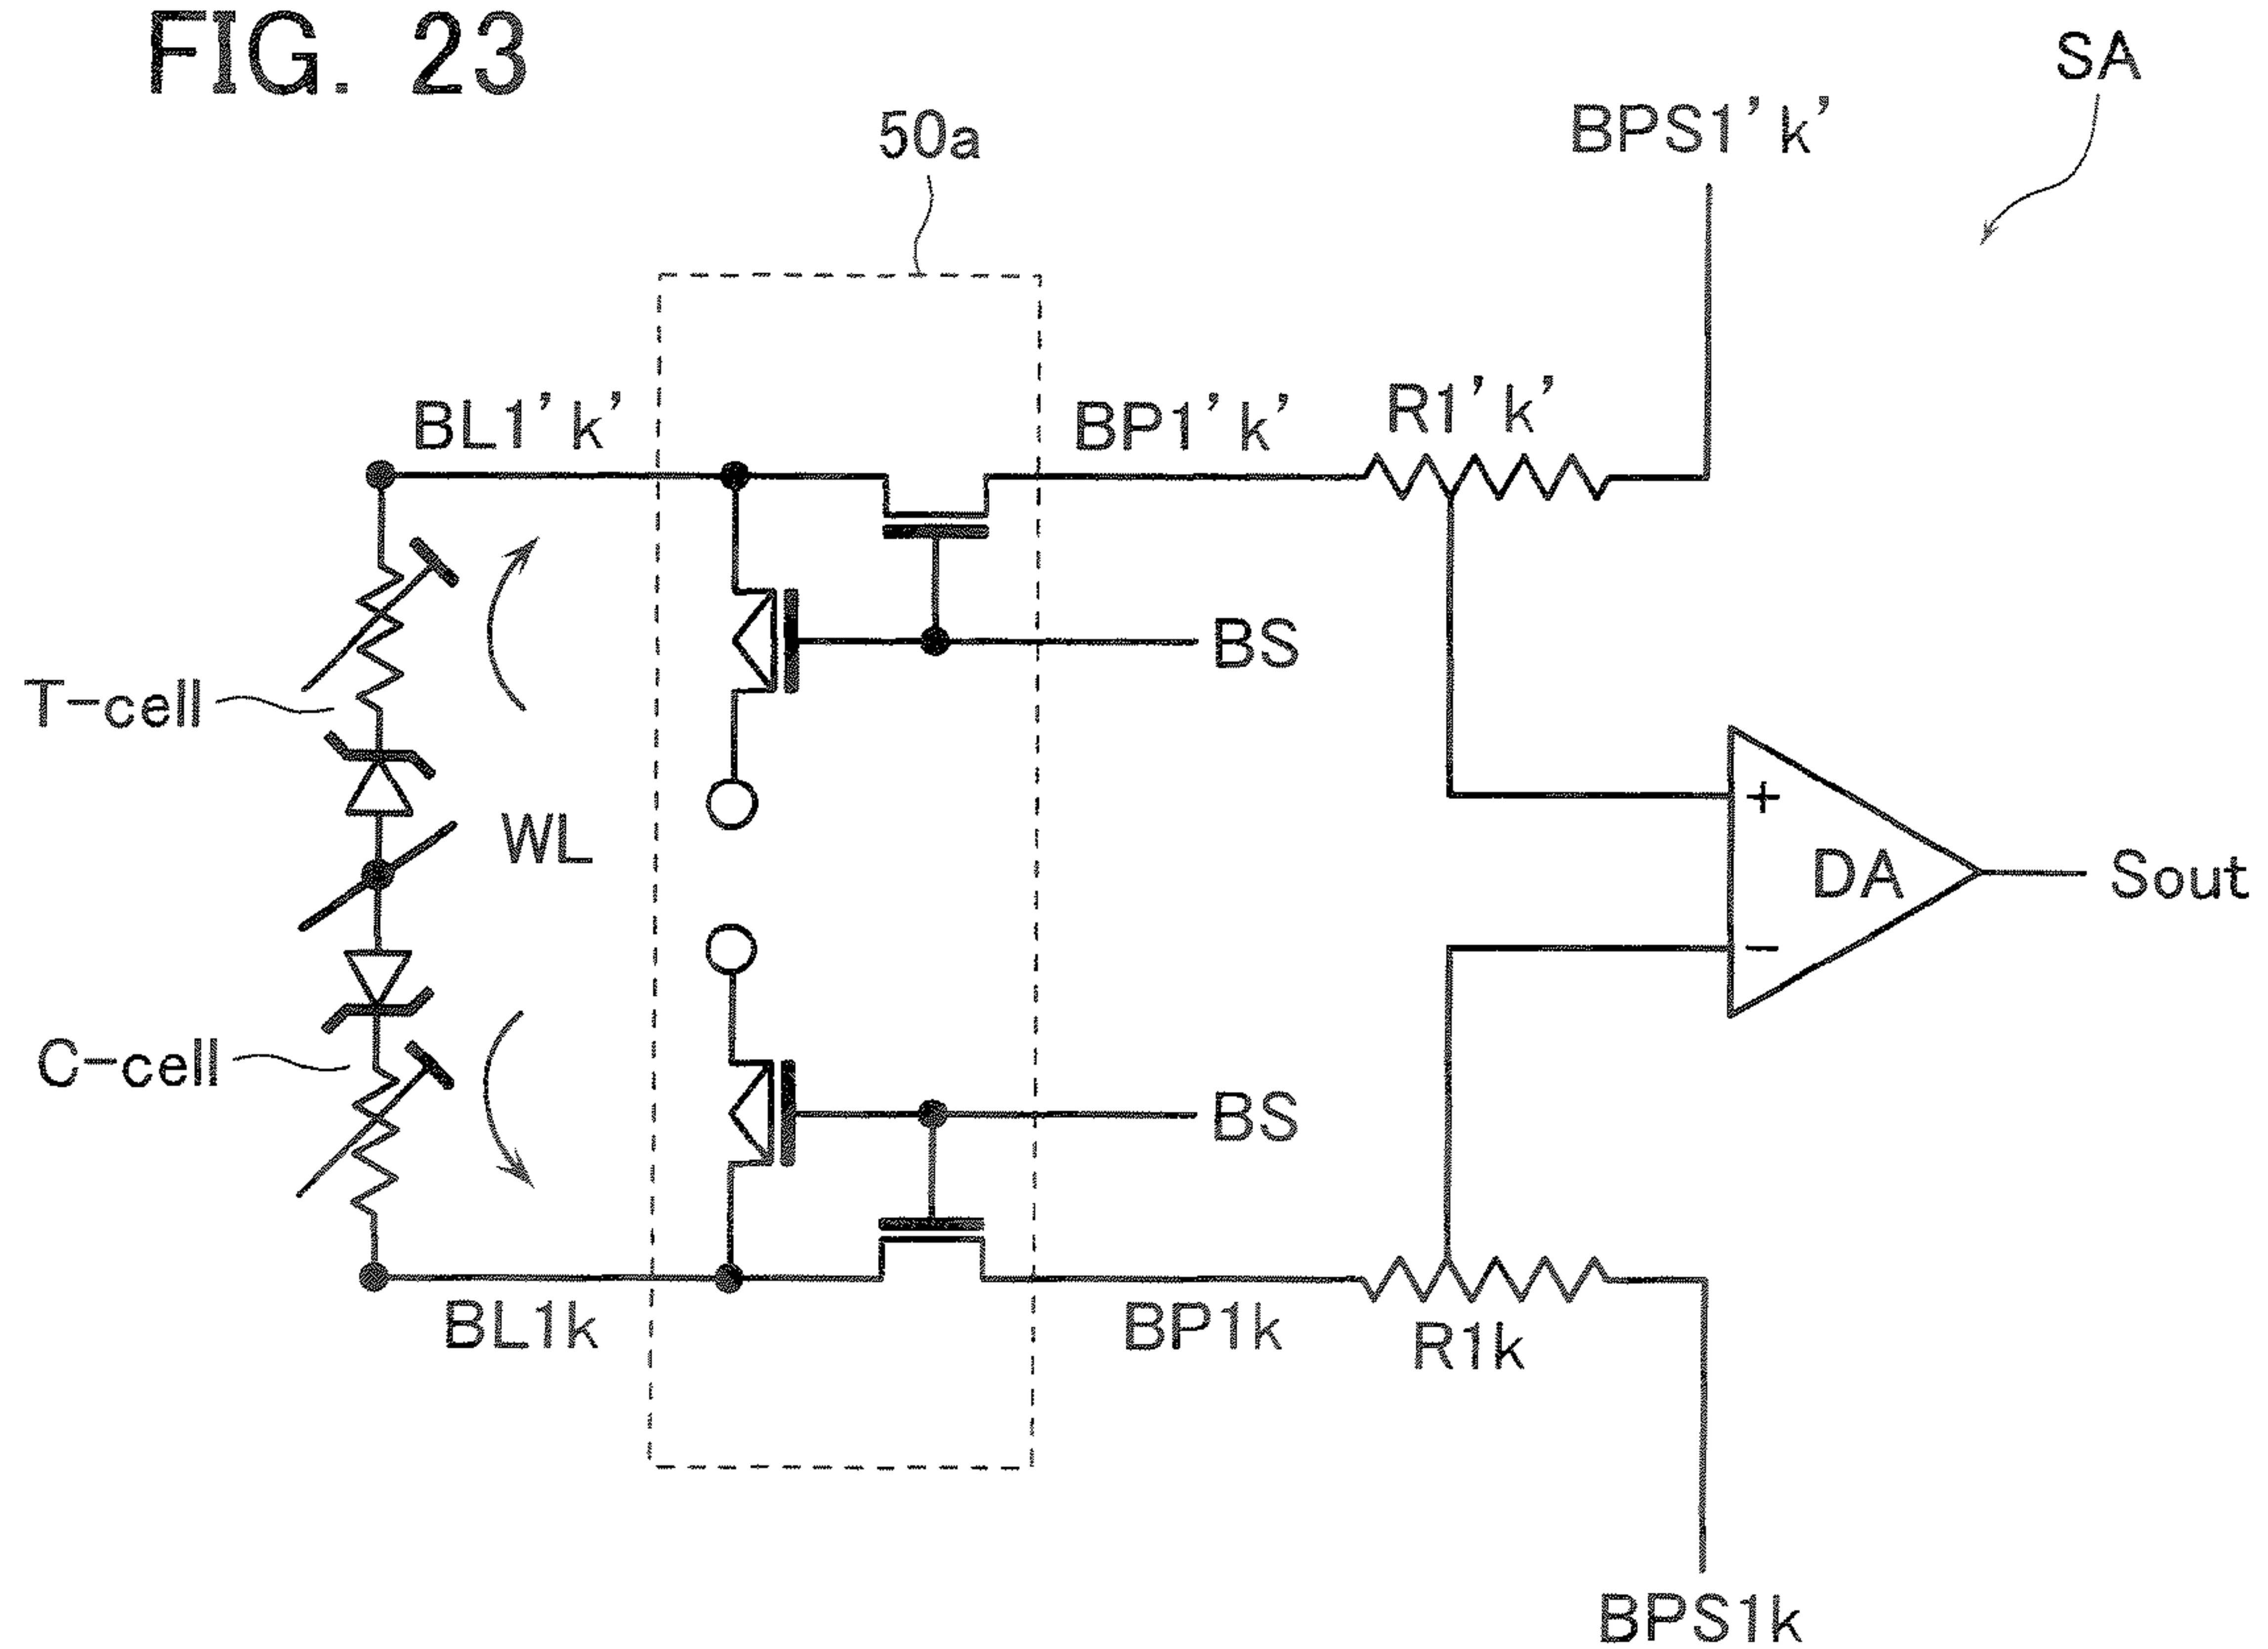 FIG. 23
SA
BPS1’k’
50a
BL1’k’
BP1’k’
R1’k’
BS
T-cell
WL
+
DA
Sout
−
C-cell
BS
BL1k
BP1k
R1k
BPS1k